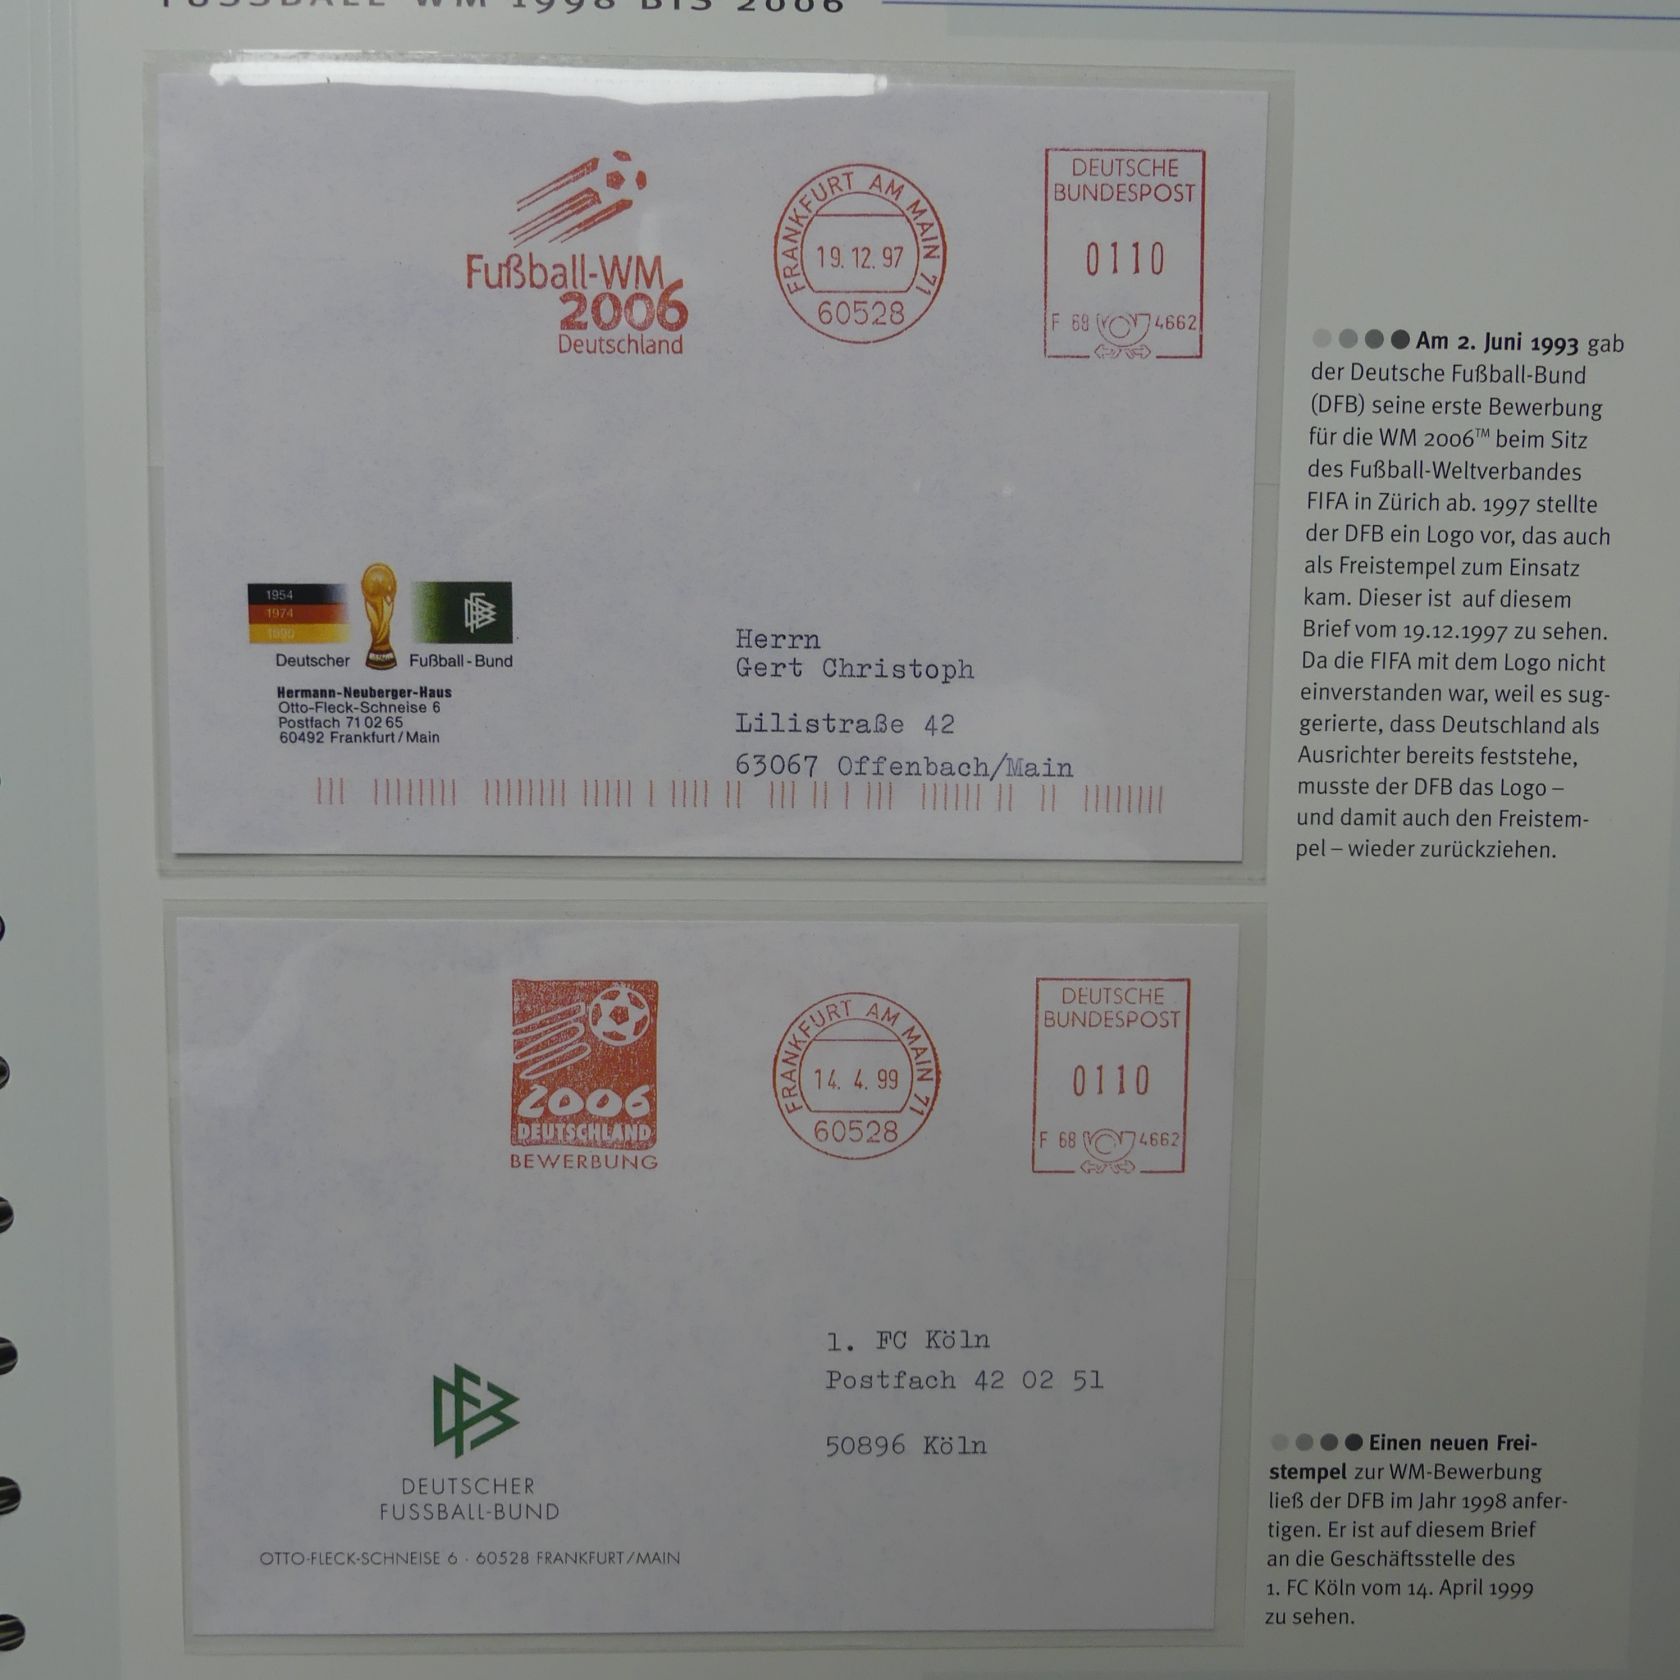 FUSSBALL WM 1998 BIS 2006
Fußball-WM
2006
Deutschland
FRANKFURT AM MAIN 71
19. 12. 97
60528
DEUTSCHE
BUNDESPOST
0110
F 68 4662
1954
1974
1990
Deutscher Fußball-Bund
DFB
Hermann-Neuberger-Haus
Otto-Fleck-Schneise 6
Postfach 71 02 65
60492 Frankfurt/Main
Herrn
Gert Christoph
Lilistraße 42
63067 Offenbach/Main
Am 2. Juni 1993 gab
der Deutsche Fußball-Bund
(DFB) seine erste Bewerbung
für die WM 2006™ beim Sitz
des Fußball-Weltverbandes
FIFA in Zürich ab. 1997 stellte
der DFB ein Logo vor, das auch
als Freistempel zum Einsatz
kam. Dieser ist auf diesem
Brief vom 19.12.1997 zu sehen.
Da die FIFA mit dem Logo nicht
einverstanden war, weil es sug-
gerierte, dass Deutschland als
Ausrichter bereits feststehe,
musste der DFB das Logo –
und damit auch den Freistem-
pel – wieder zurückziehen.
2006
DEUTSCHLAND
BEWERBUNG
FRANKFURT AM MAIN 71
14. 4. 99
60528
DEUTSCHE
BUNDESPOST
0110
F 68 4662
1. FC Köln
Postfach 42 02 51
50896 Köln
DFB
DEUTSCHER
FUSSBALL-BUND
OTTO-FLECK-SCHNEISE 6 · 60528 FRANKFURT/MAIN
Einen neuen Frei-
stempel zur WM-Bewerbung
ließ der DFB im Jahr 1998 anfer-
tigen. Er ist auf diesem Brief
an die Geschäftsstelle des
1. FC Köln vom 14. April 1999
zu sehen.